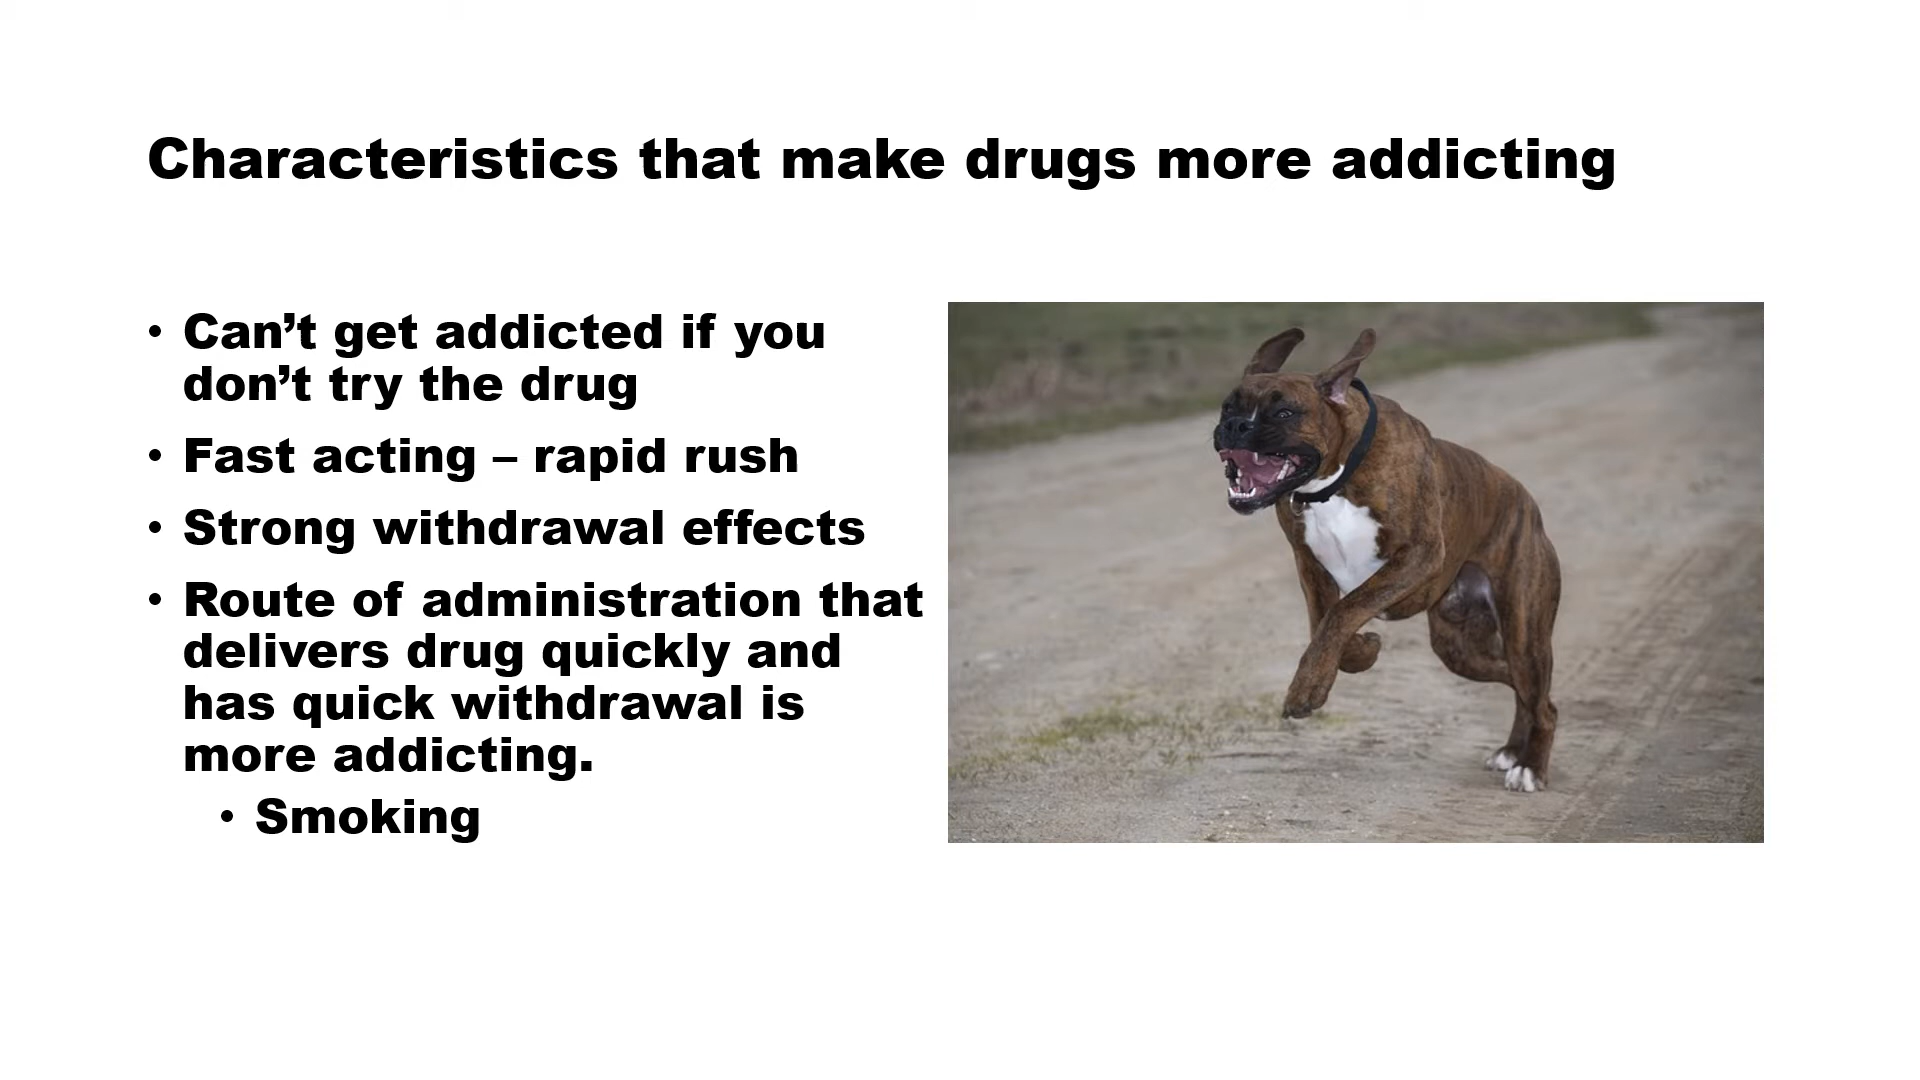 Characteristics that make drugs more addicting
• Can’t get addicted if you
don’t try the drug
• Fast acting – rapid rush
• Strong withdrawal effects
• Route of administration that
delivers drug quickly and
has quick withdrawal is
more addicting.
• Smoking